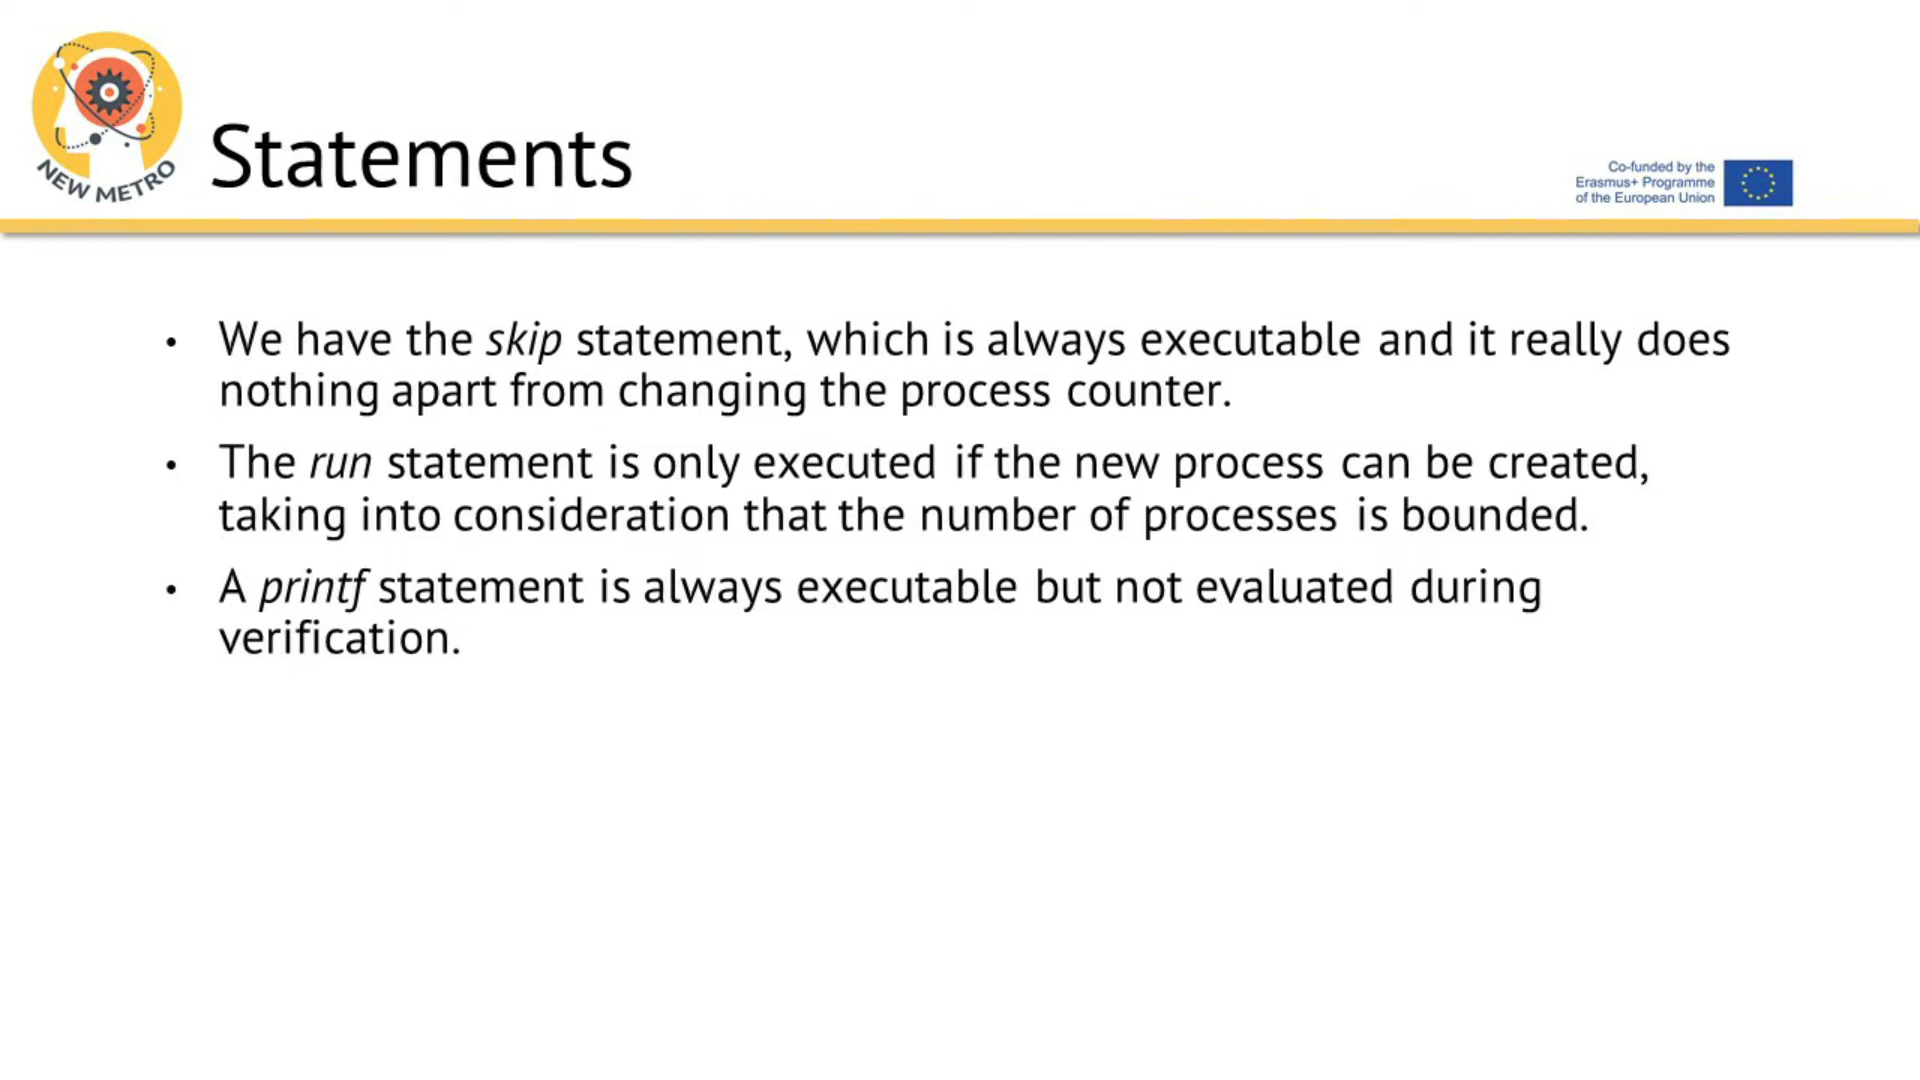 NEW METRO
Statements
Co-funded by the
Erasmus+ Programme
of the European Union
• We have the skip statement, which is always executable and it really does
nothing apart from changing the process counter.
• The run statement is only executed if the new process can be created,
taking into consideration that the number of processes is bounded.
• A printf statement is always executable but not evaluated during
verification.